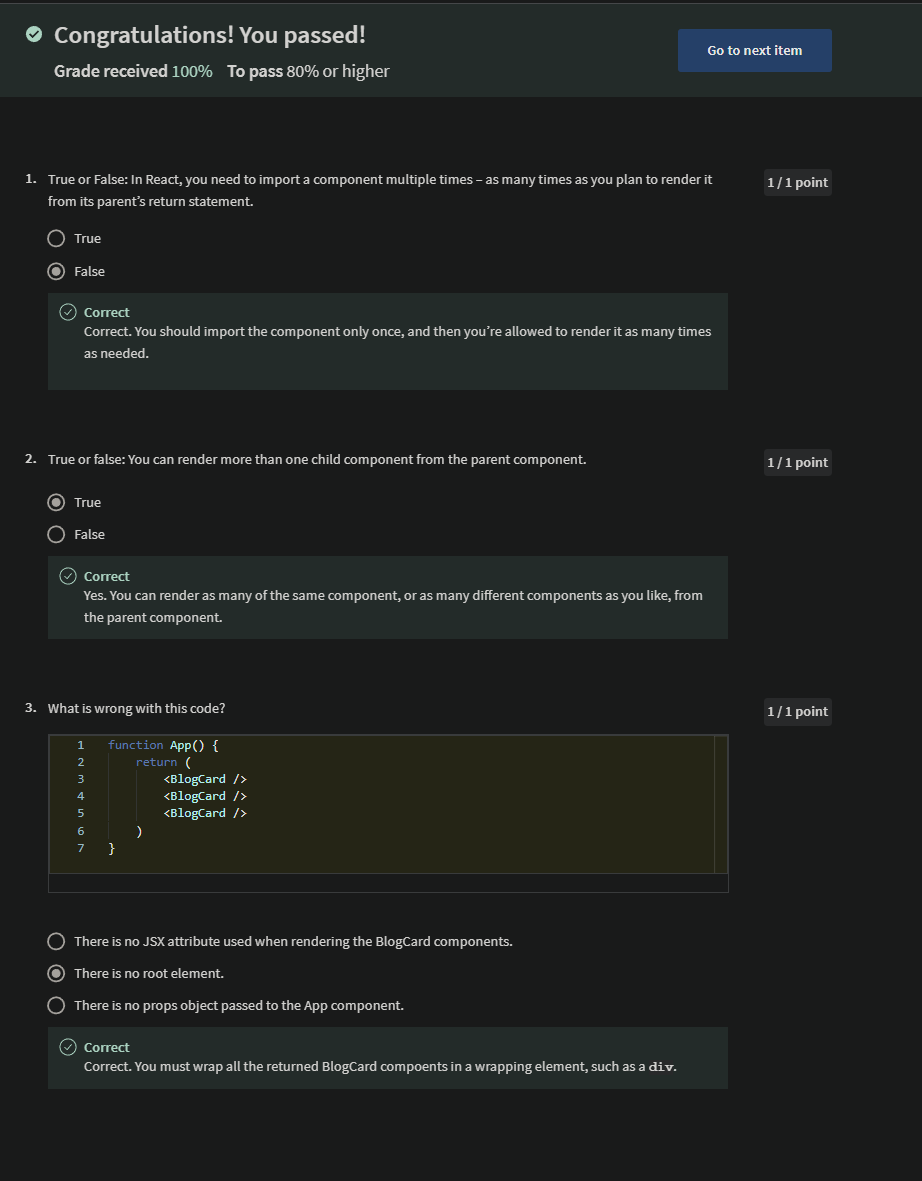 Congratulations! You passed!
Grade received 100% To pass 80% or higher
Go to next item
1. True or False: In React, you need to import a component multiple times – as many times as you plan to render it
from its parent’s return statement.
1 / 1 point
True
False
Correct
Correct. You should import the component only once, and then you’re allowed to render it as many times
as needed.
2. True or false: You can render more than one child component from the parent component.
1 / 1 point
True
False
Correct
Yes. You can render as many of the same component, or as many different components as you like, from
the parent component.
3. What is wrong with this code?
1 / 1 point
1 function App() {
2 return (
3 <BlogCard />
4 <BlogCard />
5 <BlogCard />
6 )
7 }
There is no JSX attribute used when rendering the BlogCard components.
There is no root element.
There is no props object passed to the App component.
Correct
Correct. You must wrap all the returned BlogCard compoents in a wrapping element, such as a div.